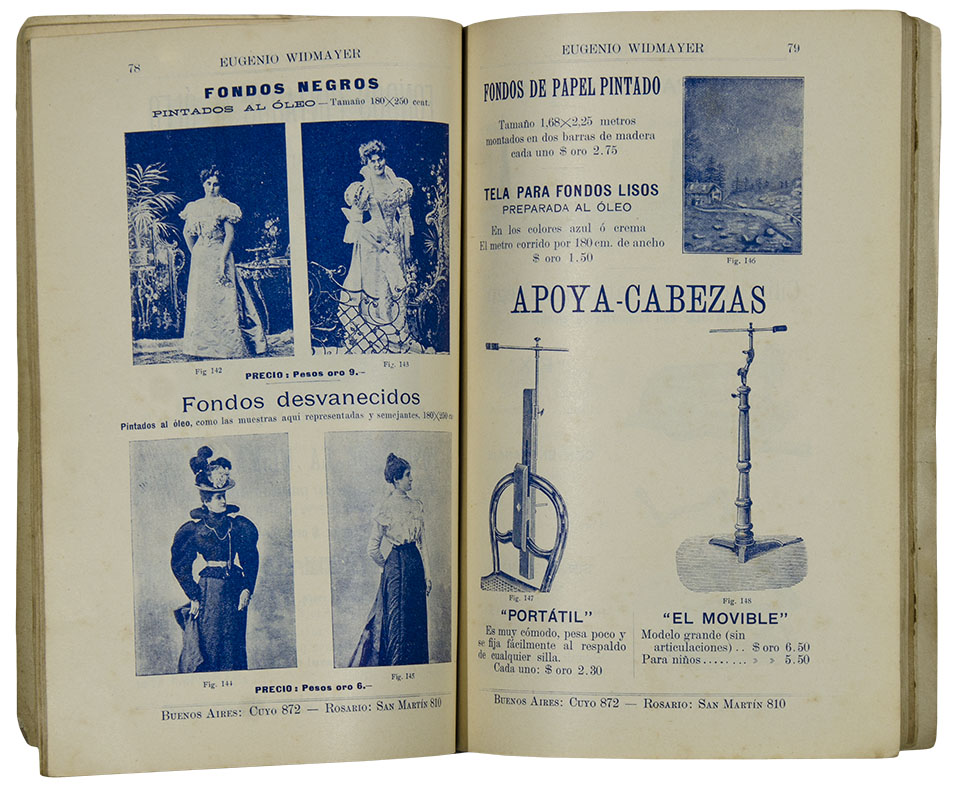 78
EUGENIO WIDMAYER
FONDOS NEGROS
PINTADOS AL ÓLEO — Tamaño 180×250 cent.
Fig 142
Fig. 143
PRECIO: Pesos oro 9.—
Fondos desvanecidos
Pintados al óleo, como las muestras aquí representadas y semejantes, 180×250
Fig. 144
Fig. 145
PRECIO: Pesos oro 6.—
BUENOS AIRES: CUYO 872 — ROSARIO: SAN MARTÍN 810
EUGENIO WIDMAYER
79
FONDOS DE PAPEL PINTADO
Tamaño 1,68×2,25 metros
montados en dos barras de madera
cada uno $ oro 2.75
TELA PARA FONDOS LISOS
PREPARADA AL ÓLEO
En los colores azul ó crema
El metro corrido por 180 cm. de ancho
$ oro 1.50
Fig. 146
APOYA-CABEZAS
Fig. 147
Fig. 148
“PORTÁTIL”
Es muy cómodo, pesa poco y
se fija fácilmente al respaldo
de cualquier silla.
Cada uno: $ oro 2.30
“EL MOVIBLE”
Modelo grande (sin
articulaciones) .. $ oro 6.50
Para niños ........ » » 5.50
BUENOS AIRES: CUYO 872 — ROSARIO: SAN MARTÍN 810